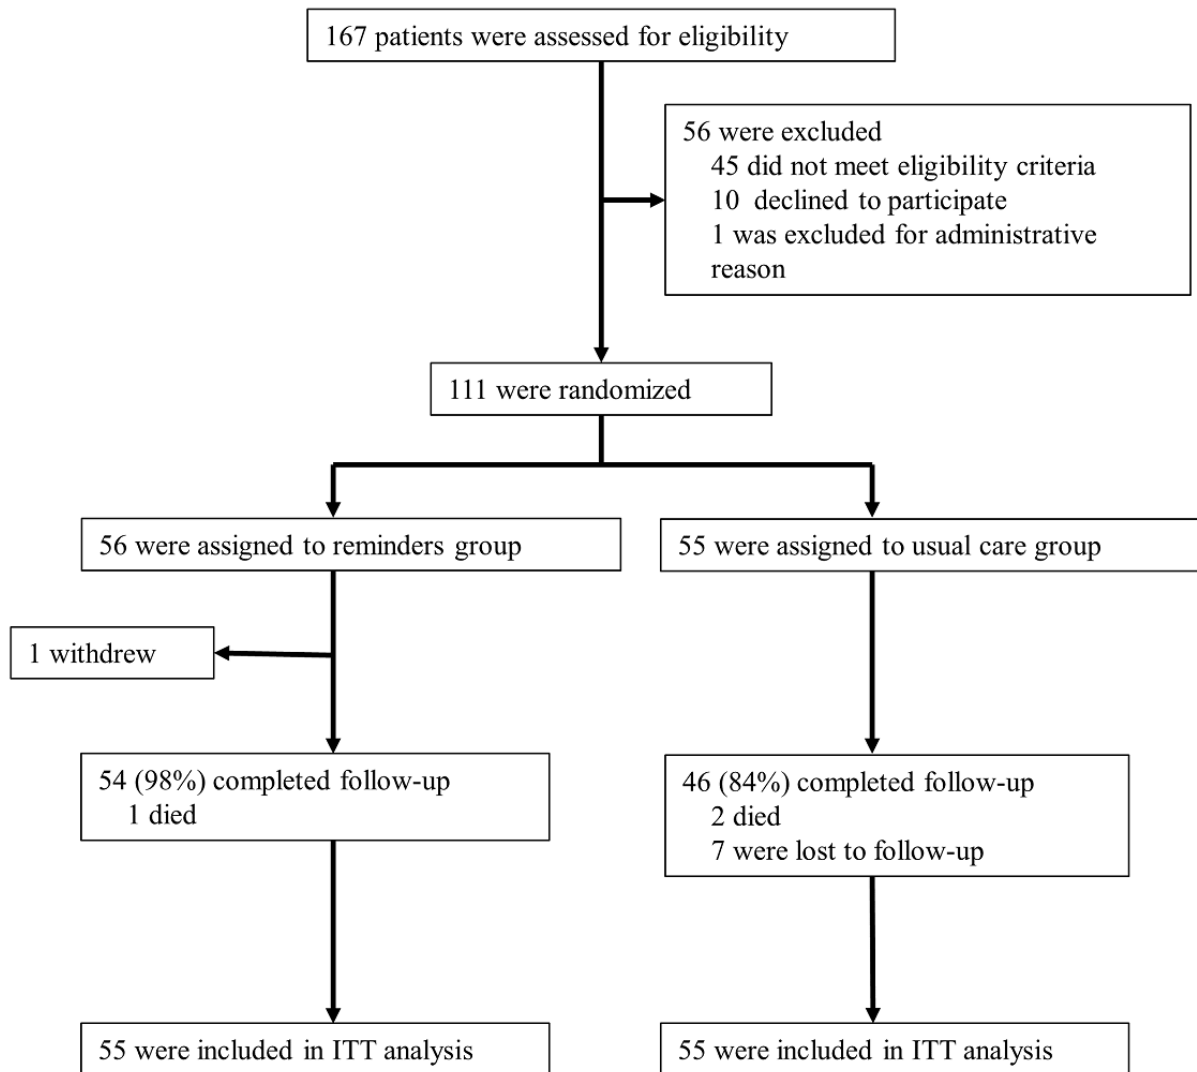 167 patients were assessed for eligibility
56 were excluded
45 did not meet eligibility criteria
10 declined to participate
1 was excluded for administrative
reason
111 were randomized
56 were assigned to reminders group
55 were assigned to usual care group
1 withdrew
54 (98%) completed follow-up
1 died
46 (84%) completed follow-up
2 died
7 were lost to follow-up
55 were included in ITT analysis
55 were included in ITT analysis